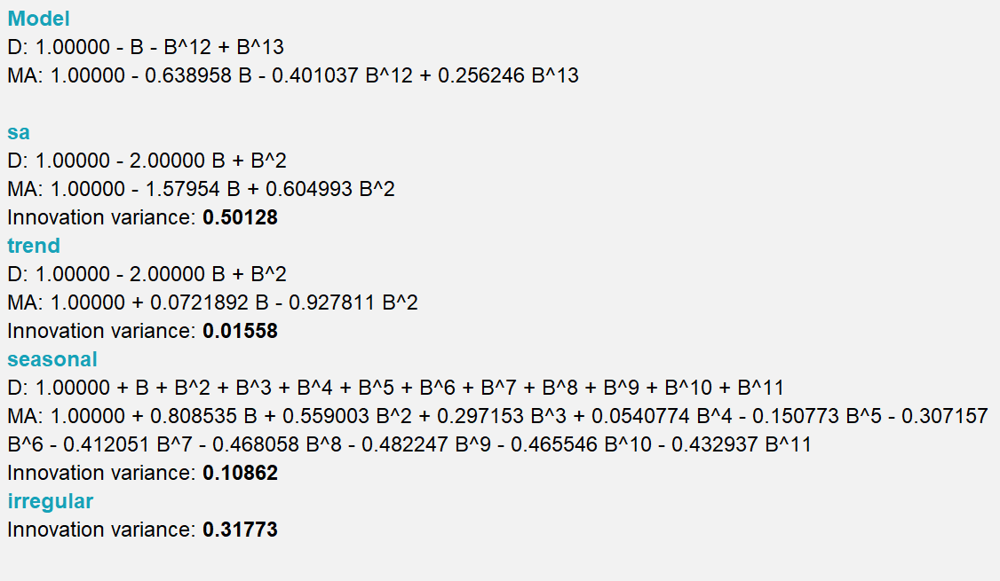 Model
D: 1.00000 - B - B^12 + B^13
MA: 1.00000 - 0.638958 B - 0.401037 B^12 + 0.256246 B^13
sa
D: 1.00000 - 2.00000 B + B^2
MA: 1.00000 - 1.57954 B + 0.604993 B^2
Innovation variance: 0.50128
trend
D: 1.00000 - 2.00000 B + B^2
MA: 1.00000 + 0.0721892 B - 0.927811 B^2
Innovation variance: 0.01558
seasonal
D: 1.00000 + B + B^2 + B^3 + B^4 + B^5 + B^6 + B^7 + B^8 + B^9 + B^10 + B^11
MA: 1.00000 + 0.808535 B + 0.559003 B^2 + 0.297153 B^3 + 0.0540774 B^4 - 0.150773 B^5 - 0.307157
B^6 - 0.412051 B^7 - 0.468058 B^8 - 0.482247 B^9 - 0.465546 B^10 - 0.432937 B^11
Innovation variance: 0.10862
irregular
Innovation variance: 0.31773